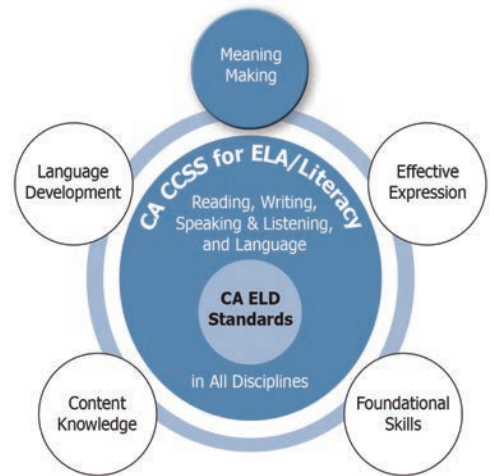 Meaning
Making
Language
Development
Effective
Expression
CA CCSS for ELA/Literacy
Reading, Writing,
Speaking & Listening,
and Language
CA ELD
Standards
in All Disciplines
Content
Knowledge
Foundational
Skills